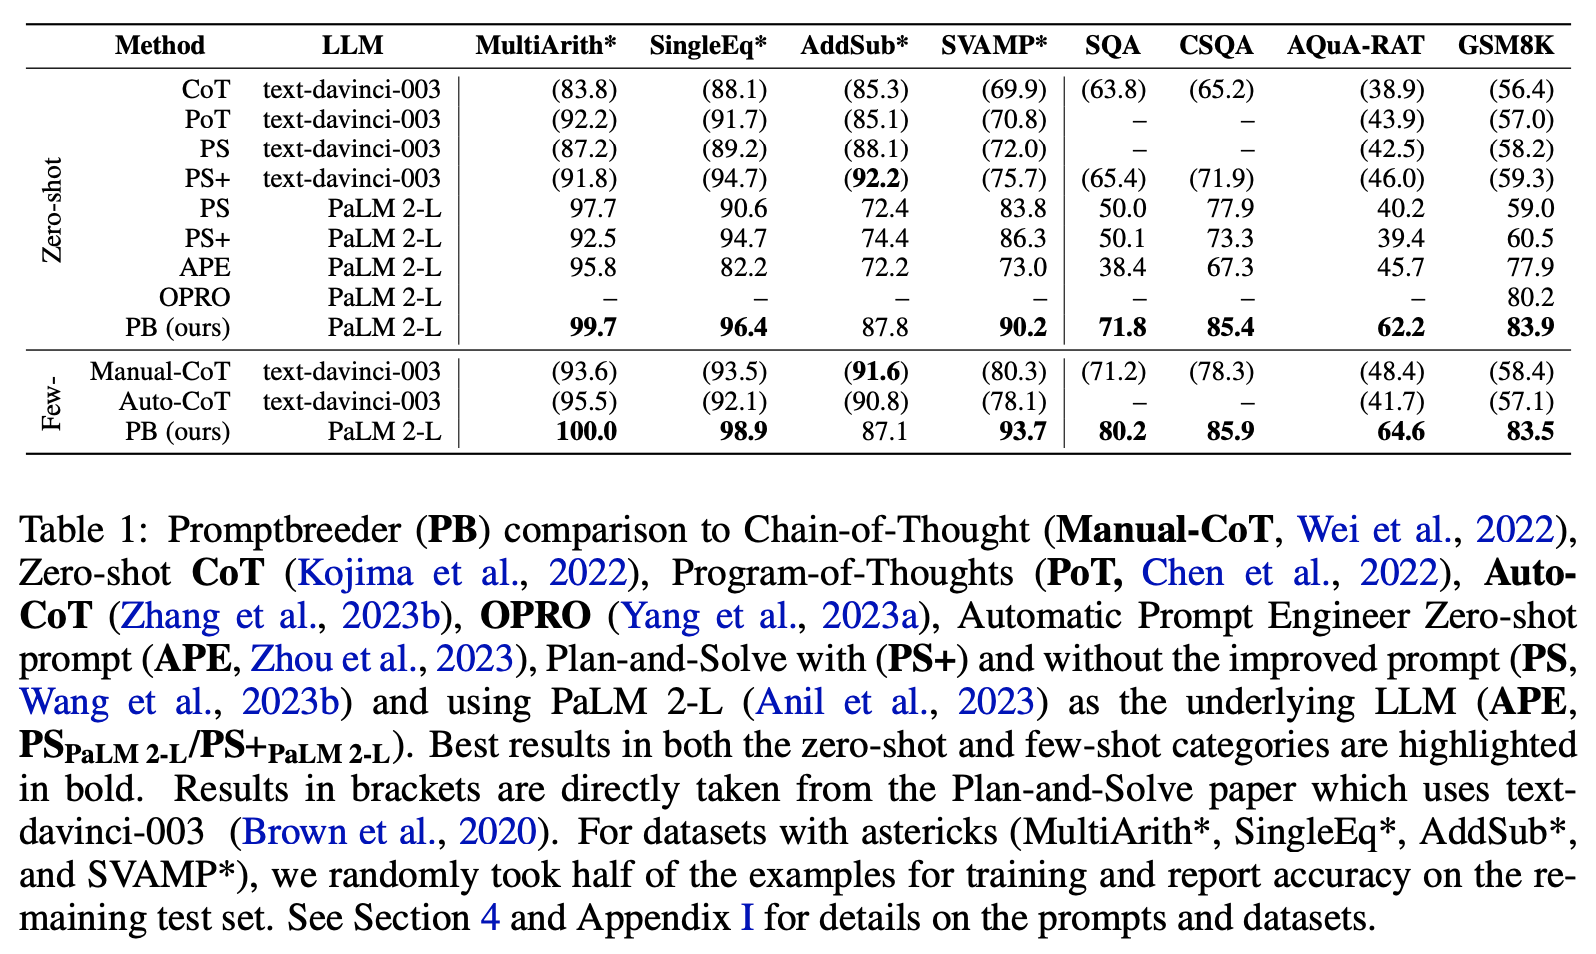 Method LLM MultiArith* SingleEq* AddSub* SVAMP* SQA CSQA AQuA-RAT GSM8K
Zero-shot
CoT text-davinci-003 (83.8) (88.1) (85.3) (69.9) (63.8) (65.2) (38.9) (56.4)
PoT text-davinci-003 (92.2) (91.7) (85.1) (70.8) – – (43.9) (57.0)
PS text-davinci-003 (87.2) (89.2) (88.1) (72.0) – – (42.5) (58.2)
PS+ text-davinci-003 (91.8) (94.7) (92.2) (75.7) (65.4) (71.9) (46.0) (59.3)
PS PaLM 2-L 97.7 90.6 72.4 83.8 50.0 77.9 40.2 59.0
PS+ PaLM 2-L 92.5 94.7 74.4 86.3 50.1 73.3 39.4 60.5
APE PaLM 2-L 95.8 82.2 72.2 73.0 38.4 67.3 45.7 77.9
OPRO PaLM 2-L – – – – – – – 80.2
PB (ours) PaLM 2-L 99.7 96.4 87.8 90.2 71.8 85.4 62.2 83.9
Few-
Manual-CoT text-davinci-003 (93.6) (93.5) (91.6) (80.3) (71.2) (78.3) (48.4) (58.4)
Auto-CoT text-davinci-003 (95.5) (92.1) (90.8) (78.1) – – (41.7) (57.1)
PB (ours) PaLM 2-L 100.0 98.9 87.1 93.7 80.2 85.9 64.6 83.5
Table 1: Promptbreeder (PB) comparison to Chain-of-Thought (Manual-CoT, Wei et al., 2022),
Zero-shot CoT (Kojima et al., 2022), Program-of-Thoughts (PoT, Chen et al., 2022), Auto-
CoT (Zhang et al., 2023b), OPRO (Yang et al., 2023a), Automatic Prompt Engineer Zero-shot
prompt (APE, Zhou et al., 2023), Plan-and-Solve with (PS+) and without the improved prompt (PS,
Wang et al., 2023b) and using PaLM 2-L (Anil et al., 2023) as the underlying LLM (APE,
PSPaLM 2-L/PS+PaLM 2-L). Best results in both the zero-shot and few-shot categories are highlighted
in bold. Results in brackets are directly taken from the Plan-and-Solve paper which uses text-
davinci-003 (Brown et al., 2020). For datasets with astericks (MultiArith*, SingleEq*, AddSub*,
and SVAMP*), we randomly took half of the examples for training and report accuracy on the re-
maining test set. See Section 4 and Appendix I for details on the prompts and datasets.